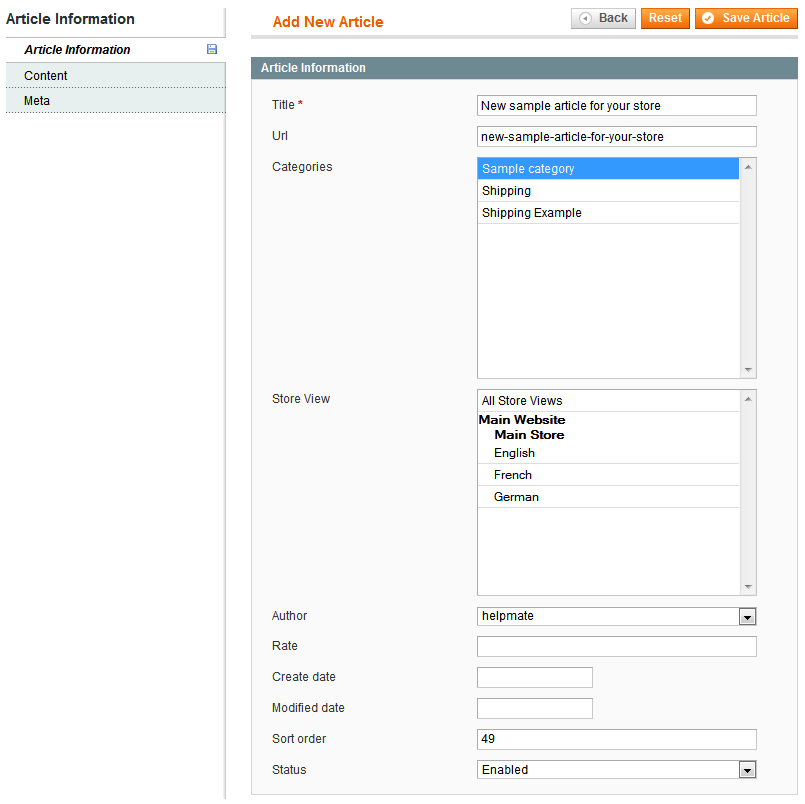 Article Information
Article Information
Content
Meta
Add New Article
Back
Reset
Save Article
Article Information
Title *
New sample article for your store
Url
new-sample-article-for-your-store
Categories
Sample category
Shipping
Shipping Example
Store View
All Store Views
Main Website
Main Store
English
French
German
Author
helpmate
Rate
Create date
Modified date
Sort order
49
Status
Enabled